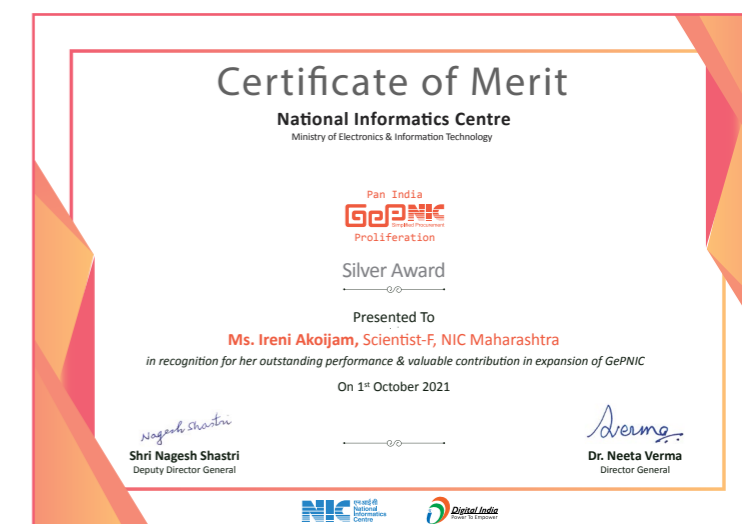 Certificate of Merit
National Informatics Centre
Ministry of Electronics & Information Technology
Pan India
GePNIC
Simplified Procurement
Proliferation
Silver Award
Presented To
Ms. Ireni Akoijam, Scientist-F, NIC Maharashtra
in recognition for her outstanding performance & valuable contribution in expansion of GePNIC
On 1st October 2021
Nagesh Shastri
Verma
Shri Nagesh Shastri
Deputy Director General
Dr. Neeta Verma
Director General
NIC
एन आई सी
National
Informatics
Centre
Digital India
Power To Empower